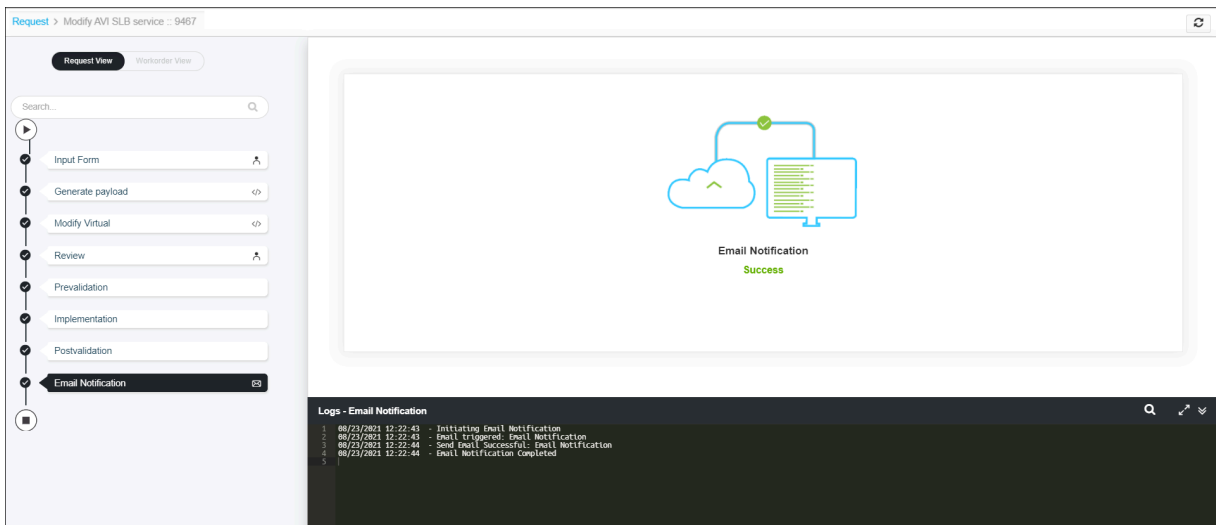 Request > Modify AVI SLB service :: 9467
Request View
Workorder View
Search...
Input Form
Generate payload
</>
Modify Virtual
</>
Review
Prevalidation
Implementation
Postvalidation
Email Notification
Email Notification
Success
Logs - Email Notification
1 08/23/2021 12:22:43 - Initiating Email Notification
2 08/23/2021 12:22:43 - Email triggered: Email Notification
3 08/23/2021 12:22:44 - Send Email Successful: Email Notification
4 08/23/2021 12:22:44 - Email Notification Completed
5